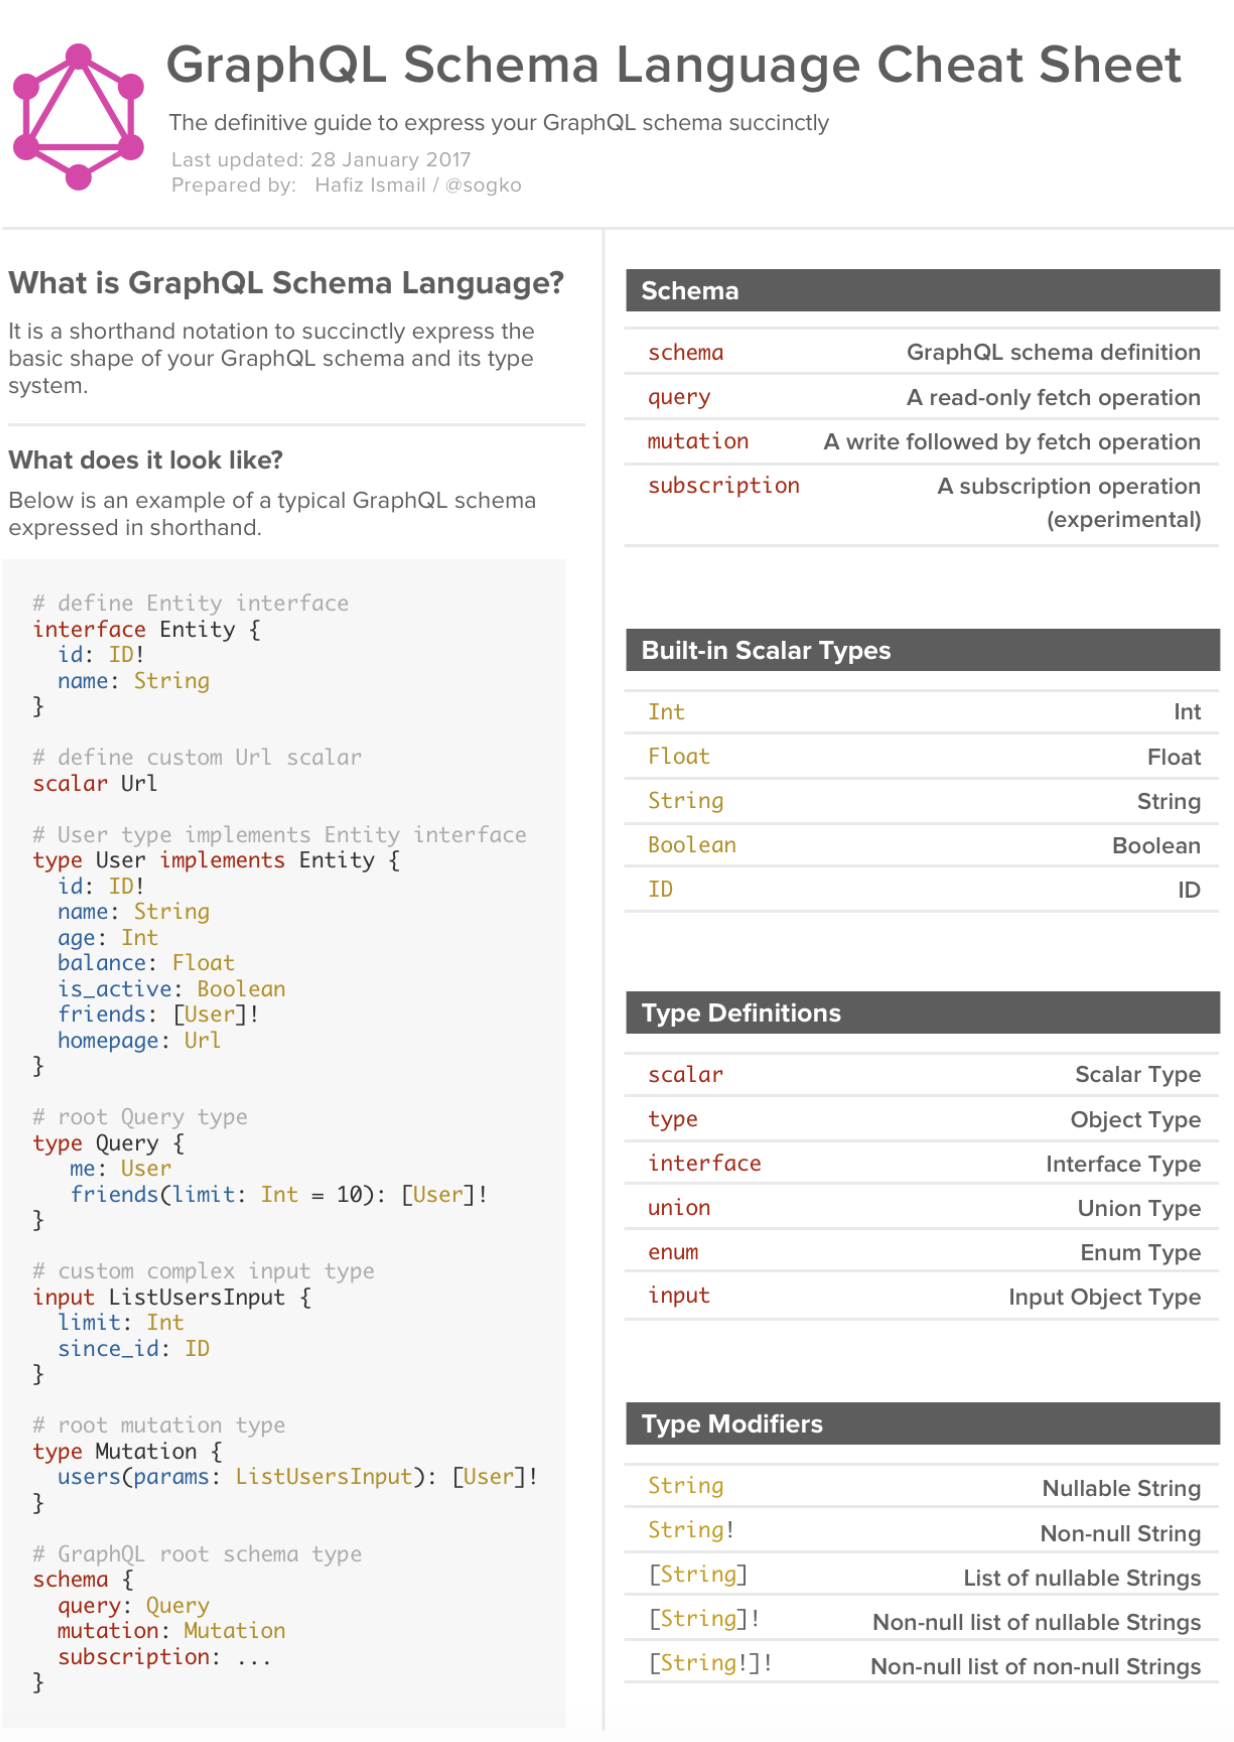 GraphQL Schema Language Cheat Sheet
The definitive guide to express your GraphQL schema succinctly
Last updated: 28 January 2017
Prepared by: Hafiz Ismail / @sogko
What is GraphQL Schema Language?
It is a shorthand notation to succinctly express the
basic shape of your GraphQL schema and its type
system.
What does it look like?
Below is an example of a typical GraphQL schema
expressed in shorthand.
# define Entity interface
interface Entity {
  id: ID!
  name: String
}
# define custom Url scalar
scalar Url
# User type implements Entity interface
type User implements Entity {
  id: ID!
  name: String
  age: Int
  balance: Float
  is_active: Boolean
  friends: [User]!
  homepage: Url
}
# root Query type
type Query {
   me: User
   friends(limit: Int = 10): [User]!
}
# custom complex input type
input ListUsersInput {
  limit: Int
  since_id: ID
}
# root mutation type
type Mutation {
  users(params: ListUsersInput): [User]!
}
# GraphQL root schema type
schema {
  query: Query
  mutation: Mutation
  subscription: ...
}
Schema
schema GraphQL schema definition
query A read-only fetch operation
mutation A write followed by fetch operation
subscription A subscription operation
(experimental)
Built-in Scalar Types
Int Int
Float Float
String String
Boolean Boolean
ID ID
Type Definitions
scalar Scalar Type
type Object Type
interface Interface Type
union Union Type
enum Enum Type
input Input Object Type
Type Modifiers
String Nullable String
String! Non-null String
[String] List of nullable Strings
[String]! Non-null list of nullable Strings
[String!]! Non-null list of non-null Strings